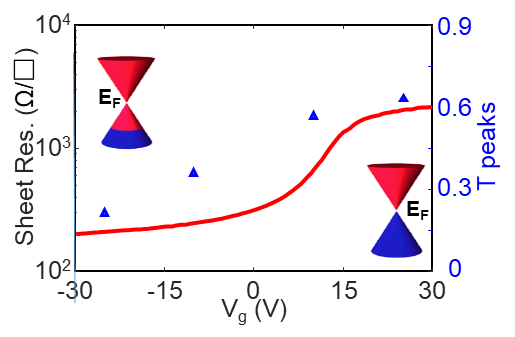 10⁴
10³
10²
Sheet Res. (Ω/□)
E_F
E_F
-30
-15
0
15
30
V_g (V)
0.9
0.6
0.3
0
T peaks